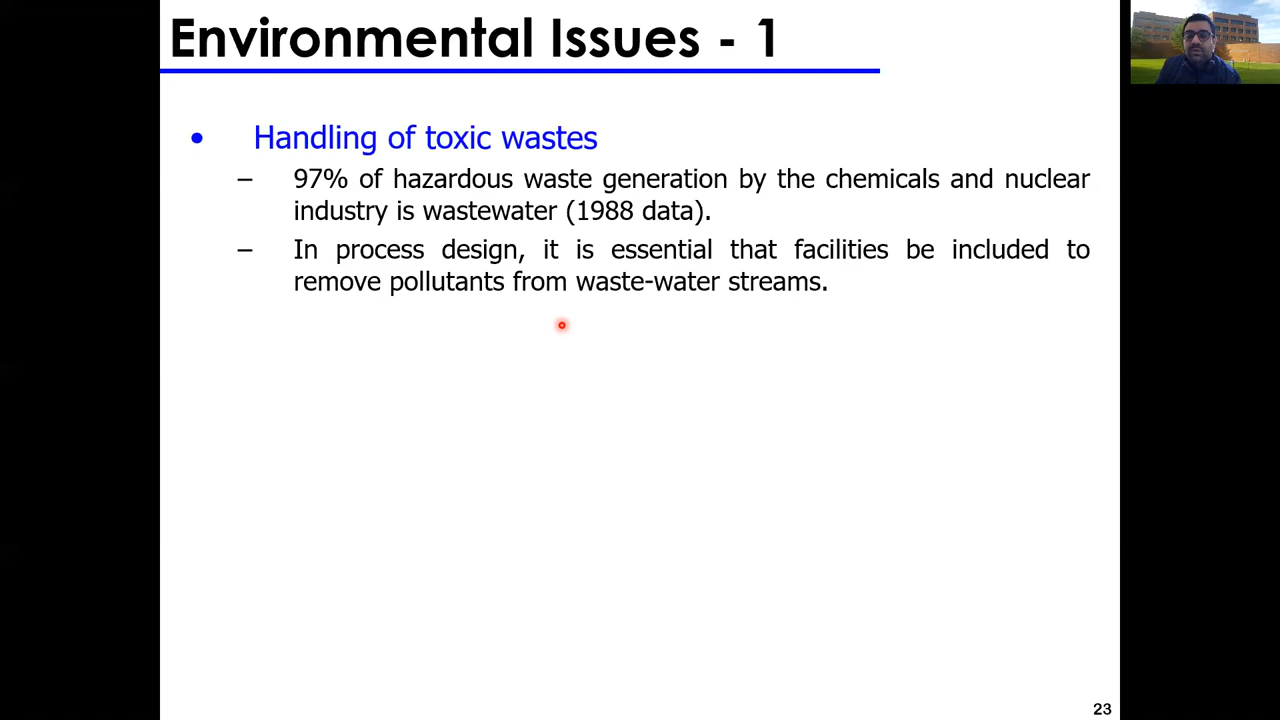 Environmental Issues - 1
• Handling of toxic wastes
– 97% of hazardous waste generation by the chemicals and nuclear
industry is wastewater (1988 data).
– In process design, it is essential that facilities be included to
remove pollutants from waste-water streams.
23